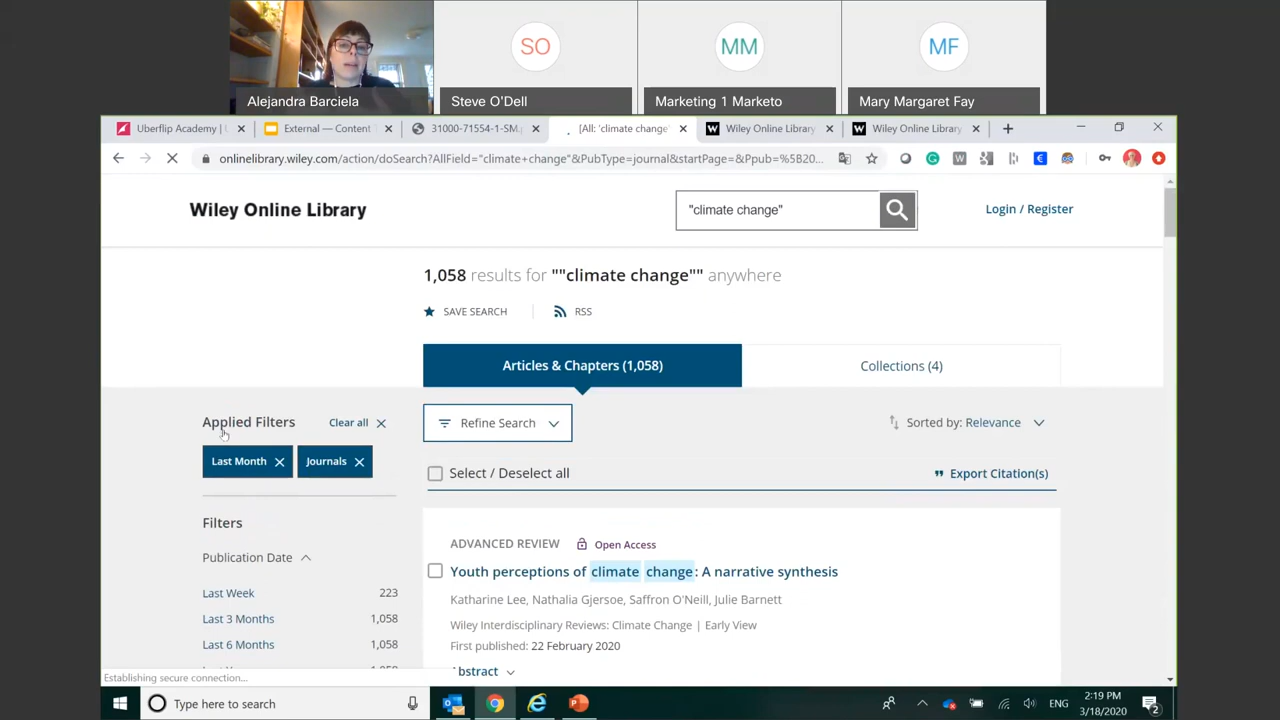 SO
MM
MF
Alejandra Barciela
Steve O'Dell
Marketing 1 Marketo
Mary Margaret Fay
Uberflip Academy |
External — Content
31000-71554-1-SM.p
[All: 'climate change'
Wiley Online Library
Wiley Online Library
onlinelibrary.wiley.com/action/doSearch?AllField="climate+change"&PubType=journal&startPage=&Ppub=%5B20...
Wiley Online Library
"climate change"
Login / Register
1,058 results for ""climate change"" anywhere
SAVE SEARCH
RSS
Articles & Chapters (1,058)
Collections (4)
Applied Filters
Clear all
Refine Search
Sorted by: Relevance
Last Month
Journals
Select / Deselect all
Export Citation(s)
Filters
Publication Date
ADVANCED REVIEW
Open Access
Youth perceptions of climate change: A narrative synthesis
Last Week 223
Katharine Lee, Nathalia Gjersoe, Saffron O'Neill, Julie Barnett
Last 3 Months 1,058
Wiley Interdisciplinary Reviews: Climate Change | Early View
Last 6 Months 1,058
First published: 22 February 2020
Abstract
Establishing secure connection...
Type here to search
ENG
2:19 PM
3/18/2020
2